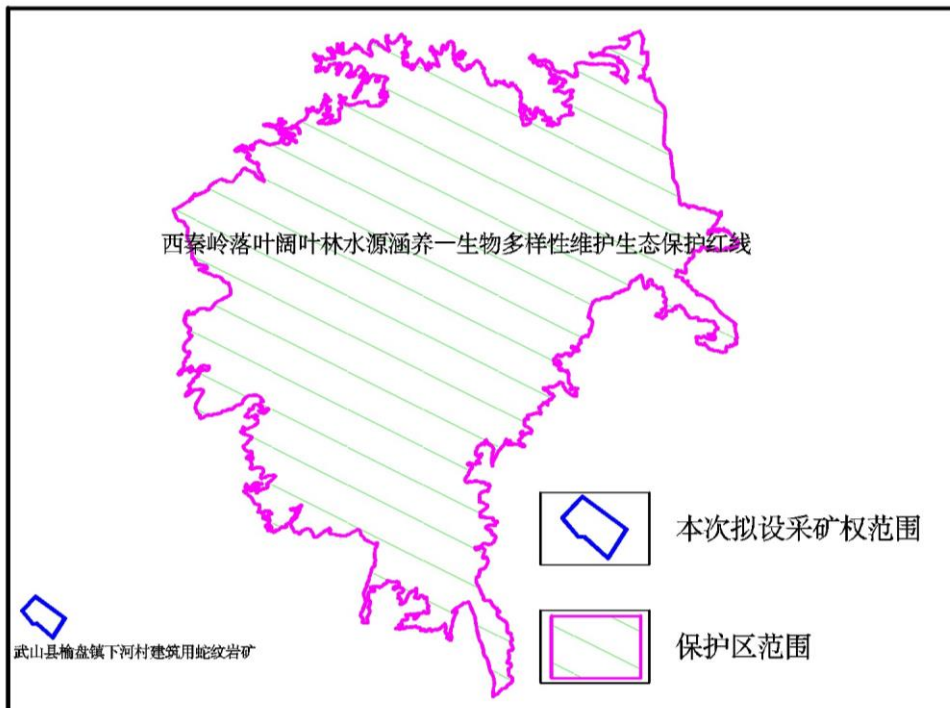 西秦岭落叶阔叶林水源涵养—生物多样性维护生态保护红线
本次拟设采矿权范围
武山县榆盘镇下河村建筑用蛇纹岩矿
保护区范围